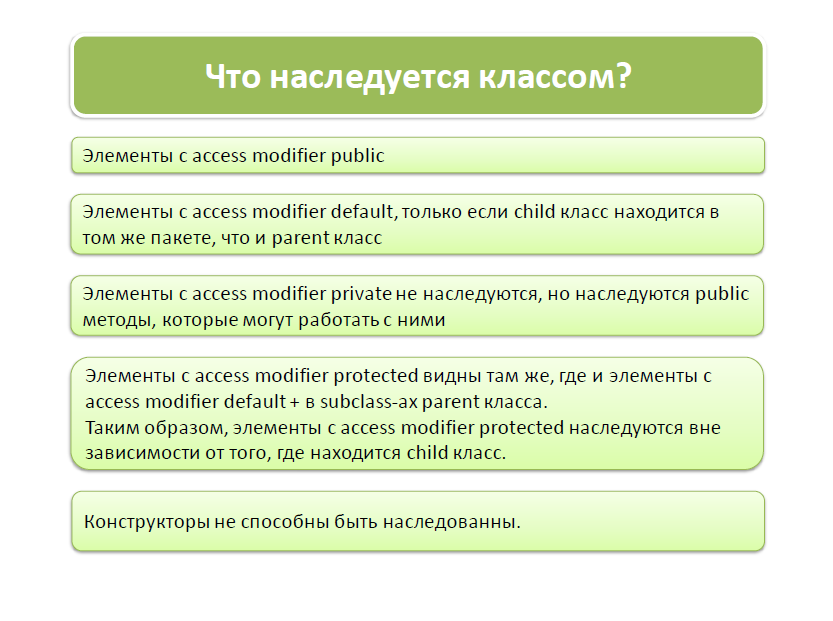 Что наследуется классом?
Элементы с access modifier public
Элементы с access modifier default, только если child класс находится в
том же пакете, что и parent класс
Элементы с access modifier private не наследуются, но наследуются public
методы, которые могут работать с ними
Элементы с access modifier protected видны там же, где и элементы с
access modifier default + в subclass-ах parent класса.
Таким образом, элементы с access modifier protected наследуются вне
зависимости от того, где находится child класс.
Конструкторы не способны быть наследованны.